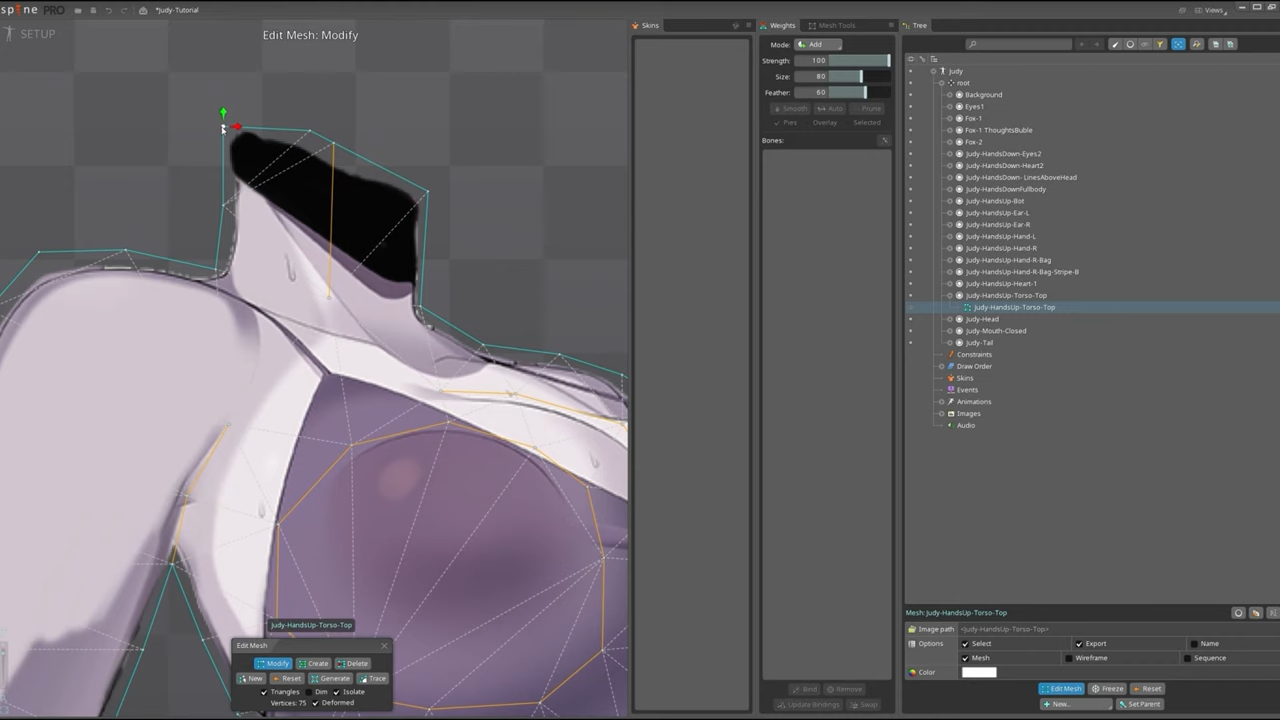 spine PRO
*Judy-Tutorial
Views
SETUP
Edit Mesh: Modify
Skins
Weights
Mesh Tools
Mode: Add
Strength: 100
Size: 80
Feather: 60
Smooth Auto Prune
Pies Overlay Selected
Bones:
Bind Remove
Update Bindings Swap
Tree
Judy
root
Background
Eyes1
Fox-1
Fox-1 ThoughtsBuble
Fox-2
Judy-HandsDown-Eyes2
Judy-HandsDown-Heart2
Judy-HandsDown- LinesAboveHead
Judy-HandsDownFullbody
Judy-HandsUp-Bot
Judy-HandsUp-Ear-L
Judy-HandsUp-Ear-R
Judy-HandsUp-Hand-L
Judy-HandsUp-Hand-R
Judy-HandsUp-Hand-R-Bag
Judy-HandsUp-Hand-R-Bag-Stripe-B
Judy-HandsUp-Heart-1
Judy-HandsUp-Torso-Top
Judy-HandsUp-Torso-Top
Judy-Head
Judy-Mouth-Closed
Judy-Tail
Constraints
Draw Order
Skins
Events
Animations
Images
Audio
Mesh: Judy-HandsUp-Torso-Top
Image path <Judy-HandsUp-Torso-Top>
Options Select Export Name
Mesh Wireframe Sequence
Color
Edit Mesh Freeze Reset
New... Set Parent
Judy-HandsUp-Torso-Top
Edit Mesh
Modify Create Delete
New Reset Generate Trace
Triangles Dim Isolate
Vertices: 75 Deformed